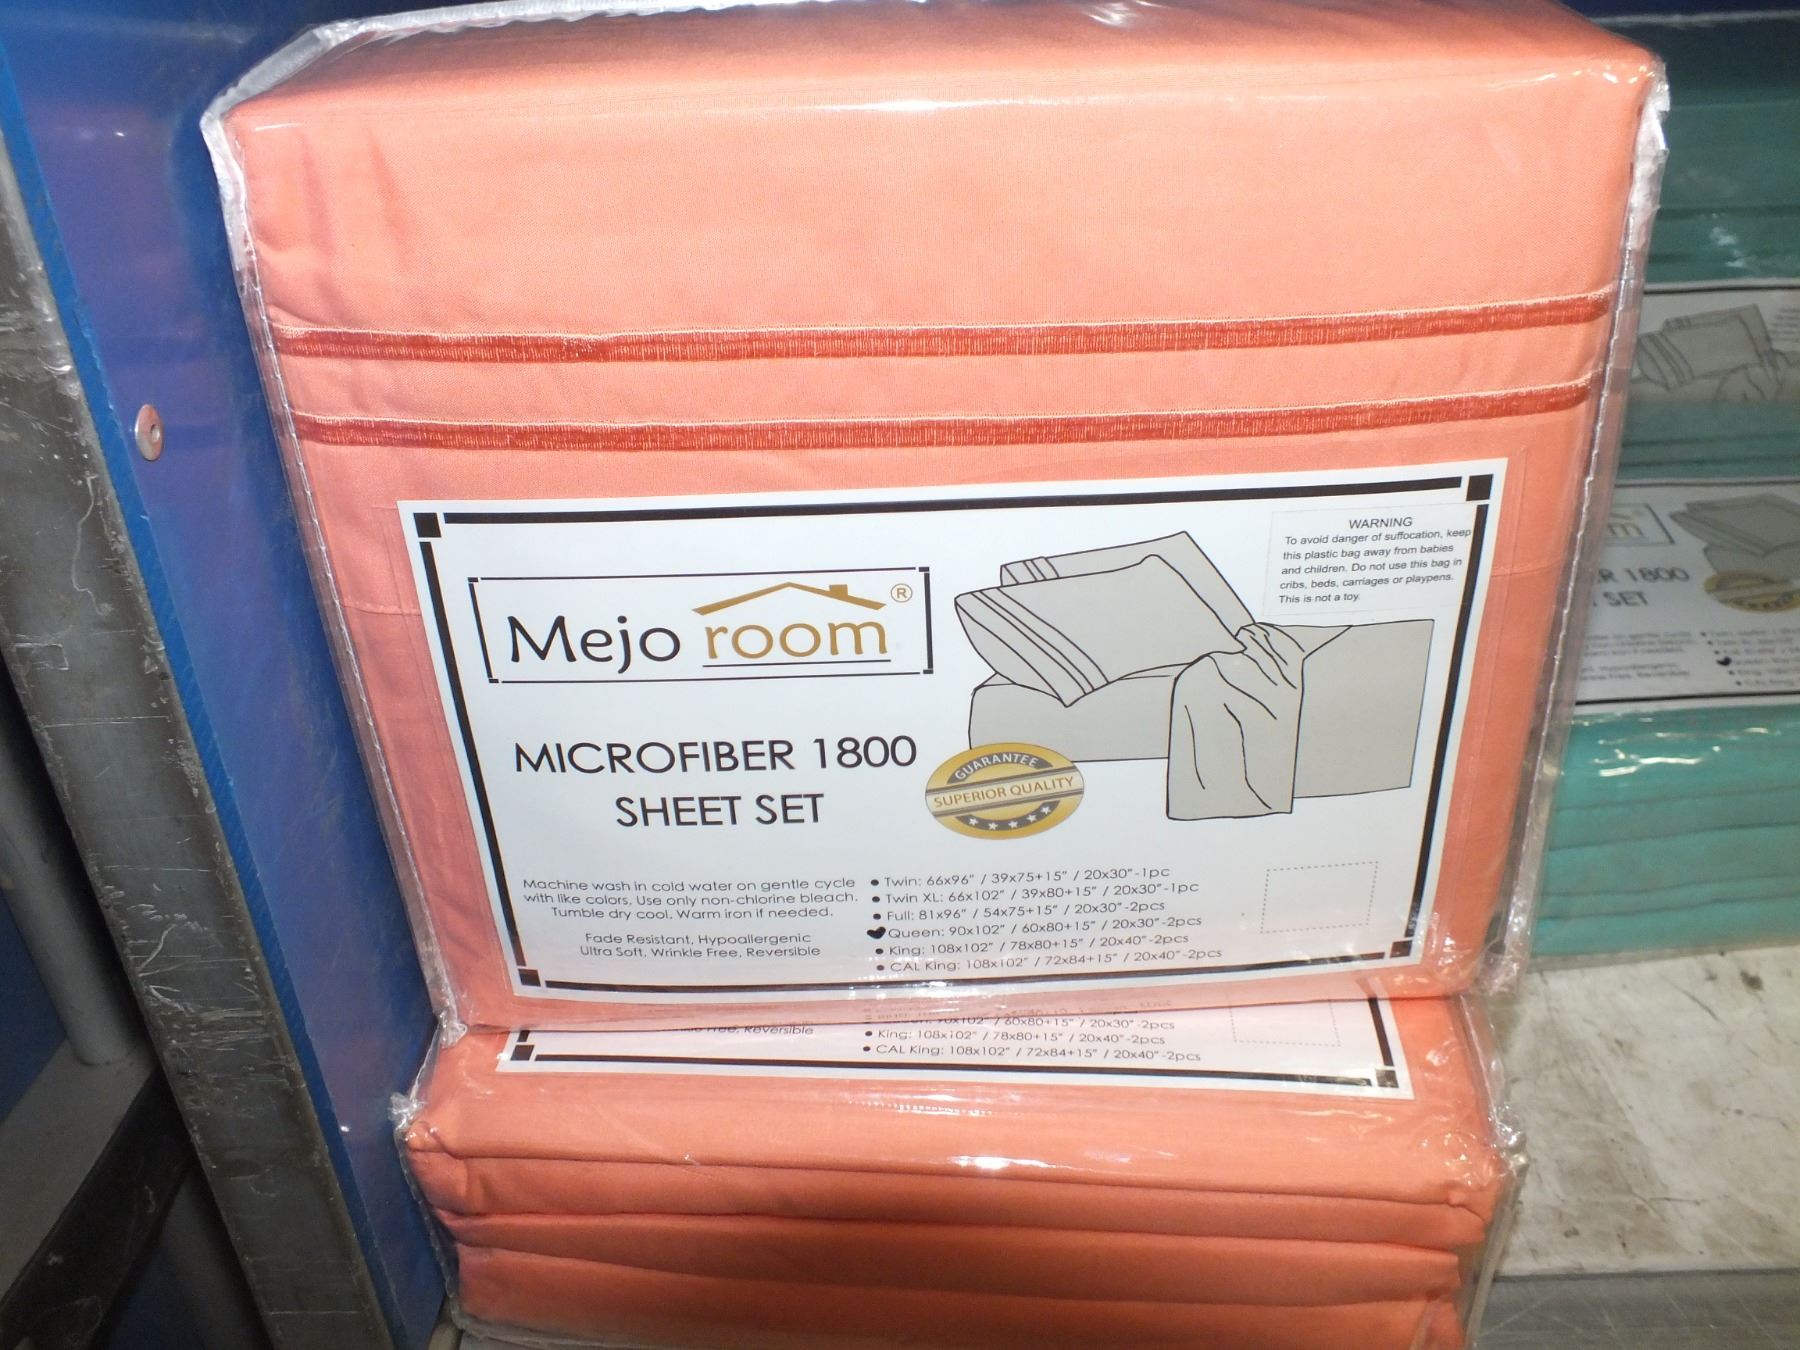 Mejo room ®
MICROFIBER 1800
SHEET SET
GUARANTEE
SUPERIOR QUALITY
WARNING
To avoid danger of suffocation, keep
this plastic bag away from babies
and children. Do not use this bag in
cribs, beds, carriages or playpens.
This is not a toy.
Machine wash in cold water on gentle cycle
with like colors, Use only non-chlorine bleach.
Tumble dry cool. Warm iron if needed.
Fade Resistant, Hypoallergenic
Ultra Soft, Wrinkle Free, Reversible
• Twin: 66x96" / 39x75+15" / 20x30"-1pc
• Twin XL: 66x102" / 39x80+15" / 20x30"-1pc
• Full: 81x96" / 54x75+15" / 20x30"-2pcs
Queen: 90x102" / 60x80+15" / 20x30"-2pcs
• King: 108x102" / 78x80+15" / 20x40"-2pcs
• CAL King: 108x102" / 72x84+15" / 20x40"-2pcs
Free, Reversible
90x102" / 60x80+15" / 20x30"-2pcs
• King: 108x102" / 78x80+15" / 20x40"-2pcs
• CAL King: 108x102" / 72x84+15" / 20x40"-2pcs
m
R 1800
SET